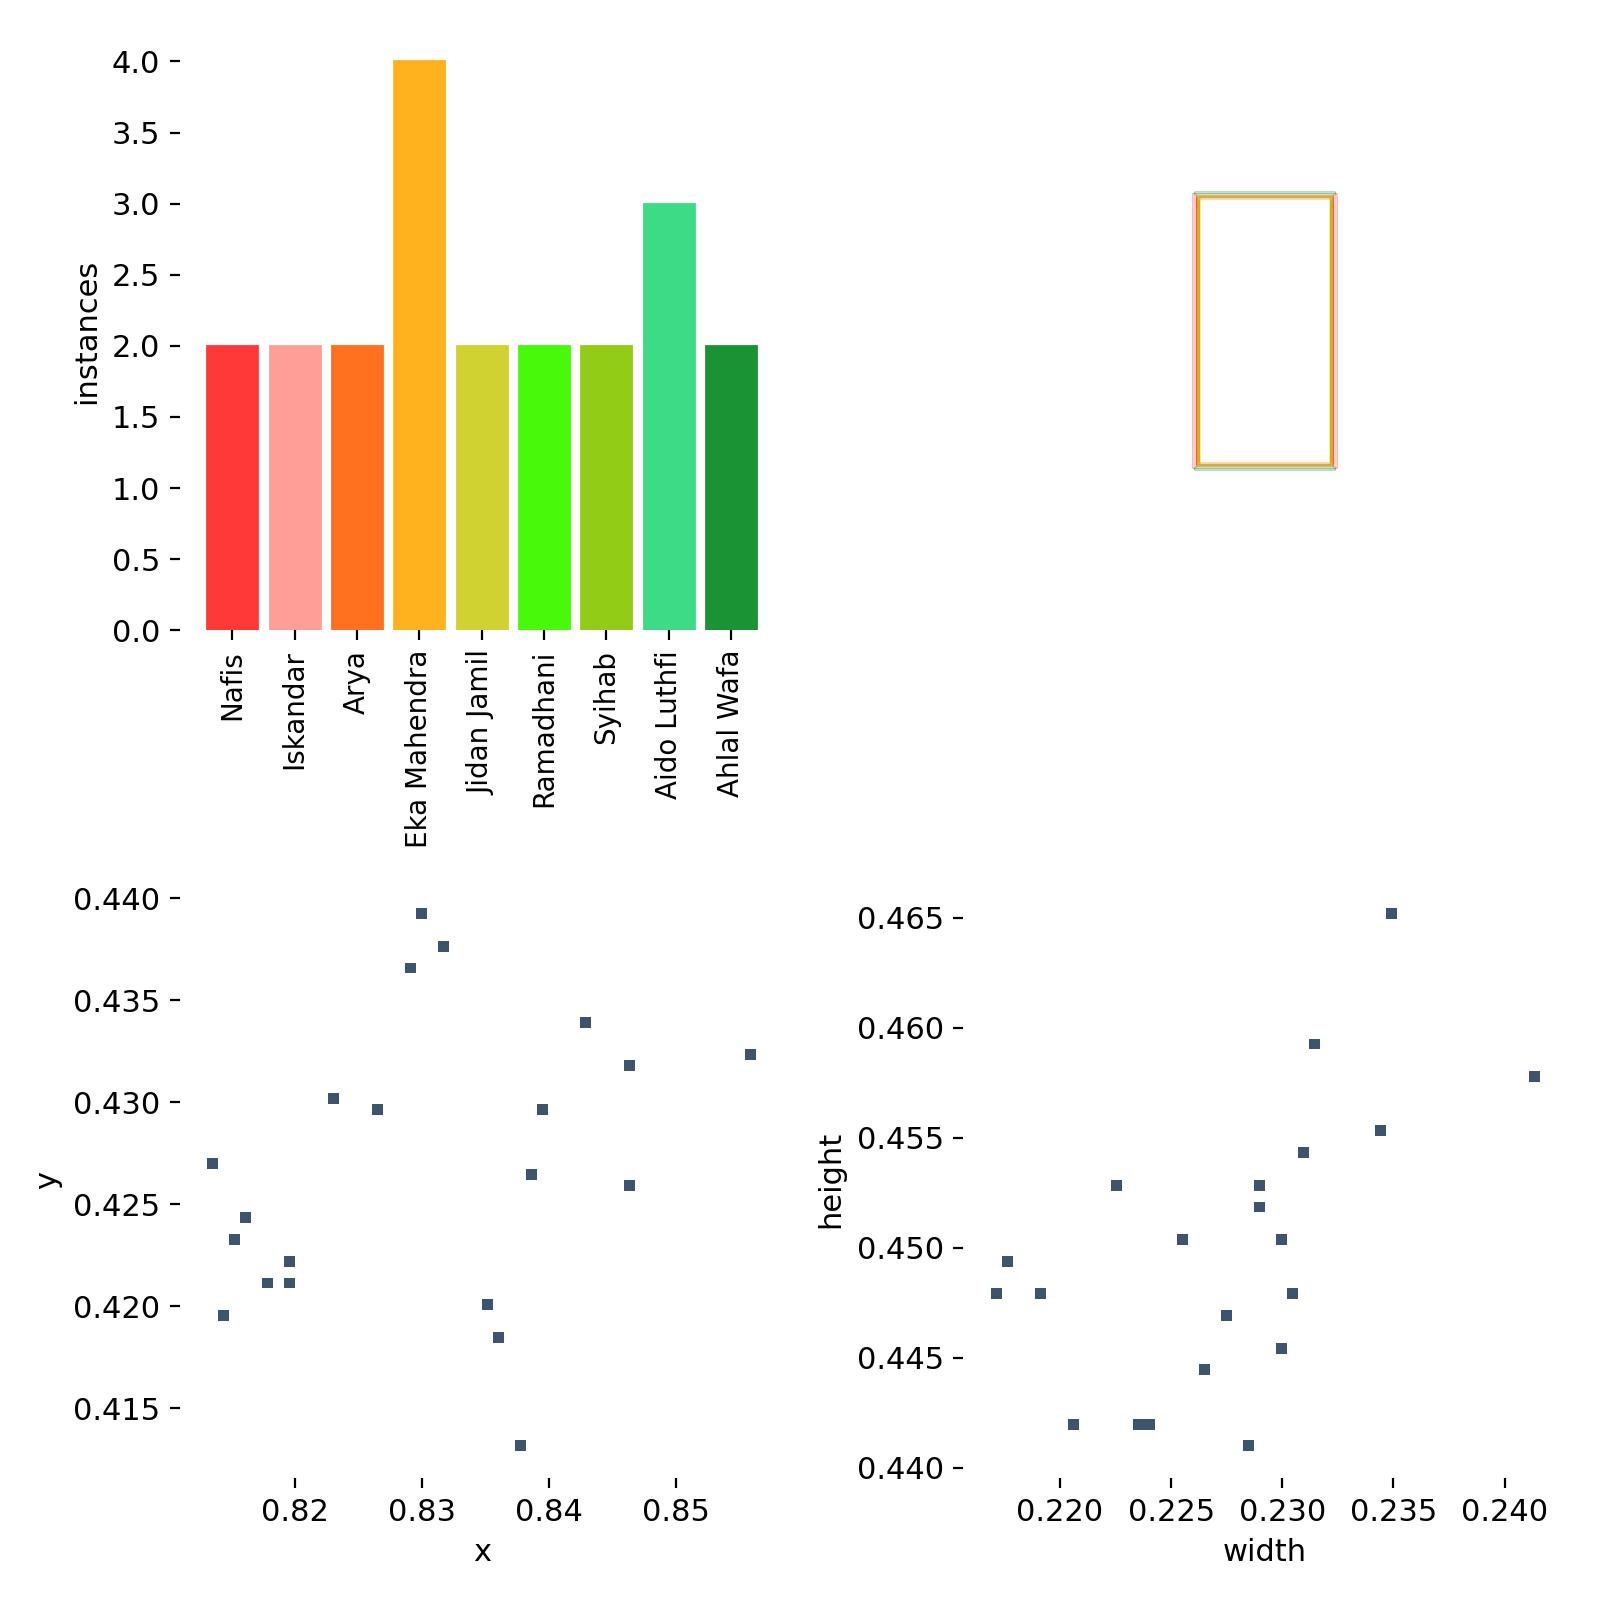 4.0
3.5
3.0
2.5
2.0
1.5
1.0
0.5
0.0
instances
Nafis
Iskandar
Arya
Eka Mahendra
Jidan Jamil
Ramadhani
Syihab
Aido Luthfi
Ahlal Wafa
0.440
0.435
0.430
0.425
0.420
0.415
y
0.82 0.83 0.84 0.85
x
0.465
0.460
0.455
0.450
0.445
0.440
height
0.220 0.225 0.230 0.235 0.240
width